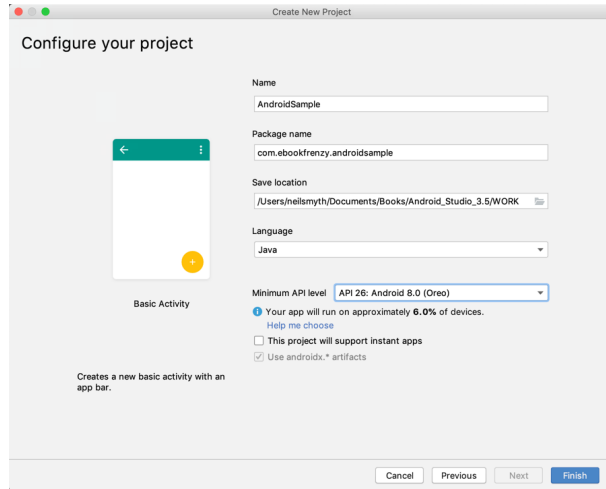 Create New Project
Configure your project
Name
AndroidSample
Package name
com.ebookfrenzy.androidsample
Save location
/Users/neilsmyth/Documents/Books/Android_Studio_3.5/WORK
Language
Java
Minimum API level API 26: Android 8.0 (Oreo)
Your app will run on approximately 6.0% of devices.
Help me choose
This project will support instant apps
Use androidx.* artifacts
Basic Activity
Creates a new basic activity with an
app bar.
Cancel Previous Next Finish